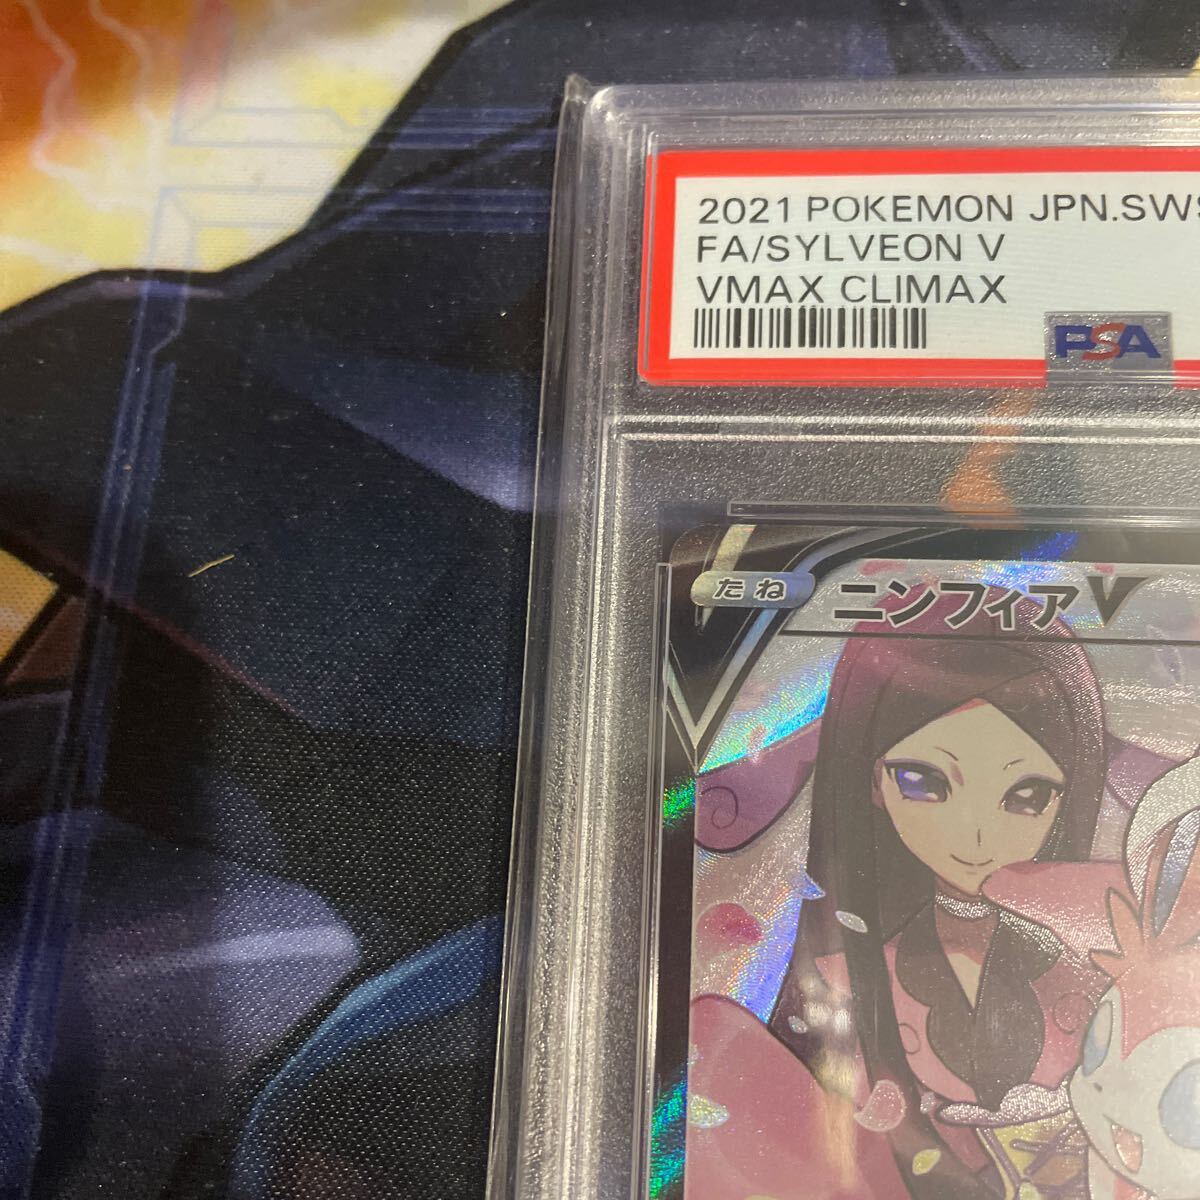 2021 POKEMON JPN.SWS
FA/SYLVEON V
VMAX CLIMAX
PSA
たね ニンフィアV